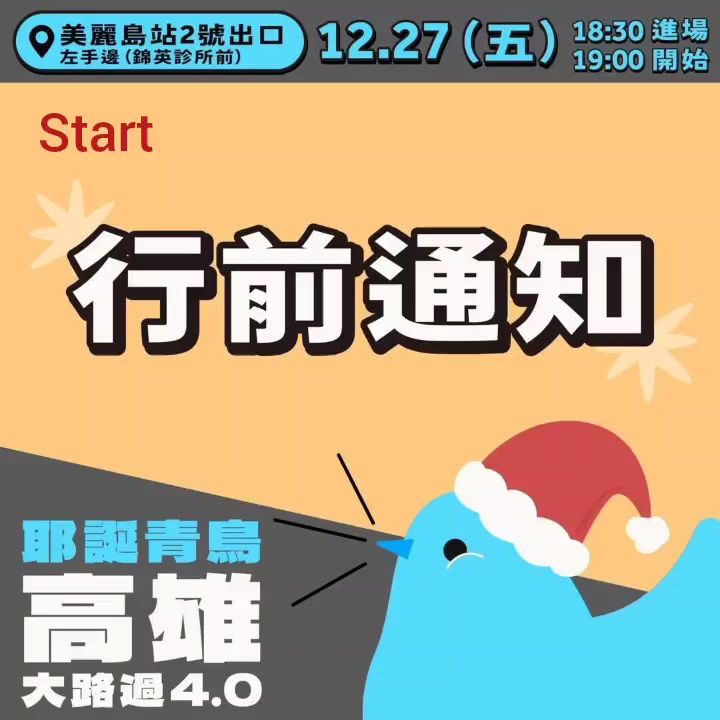 美麗島站2號出口
左手邊(錦英診所前)
12.27(五)
18:30 進場
19:00 開始
Start
行前通知
耶誕青鳥
高雄
大路過4.0